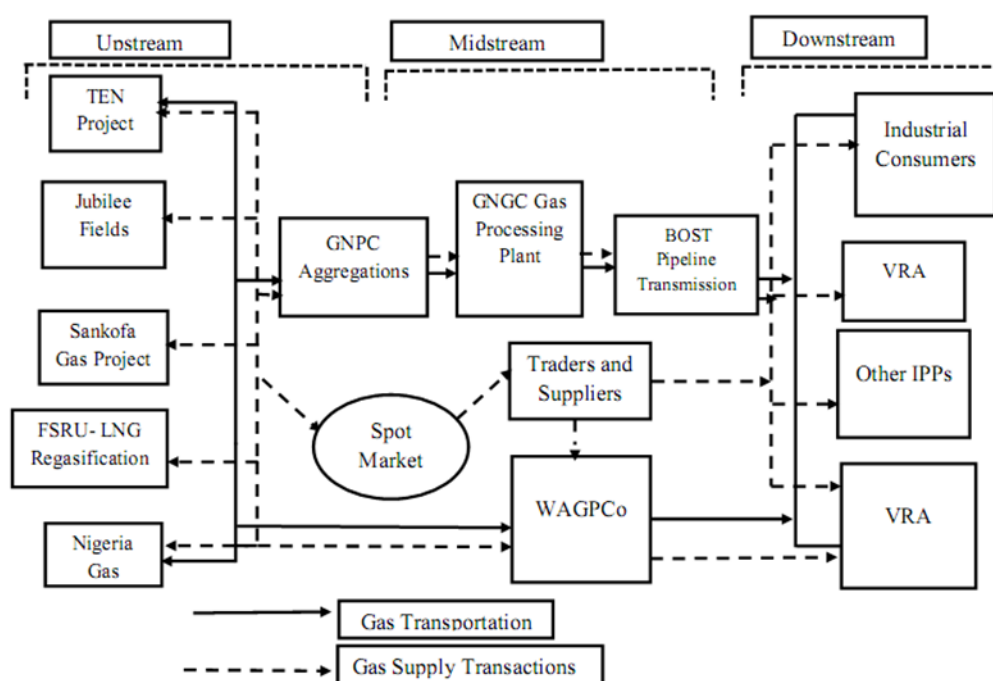 Upstream
Midstream
Downstream
TEN
Project
Jubilee
Fields
Sankofa
Gas Project
FSRU- LNG
Regasification
Nigeria
Gas
GNPC
Aggregations
GNGC Gas
Processing
Plant
BOST
Pipeline
Transmission
Traders and
Suppliers
Spot
Market
WAGPCo
Industrial
Consumers
VRA
Other IPPs
VRA
Gas Transportation
Gas Supply Transactions